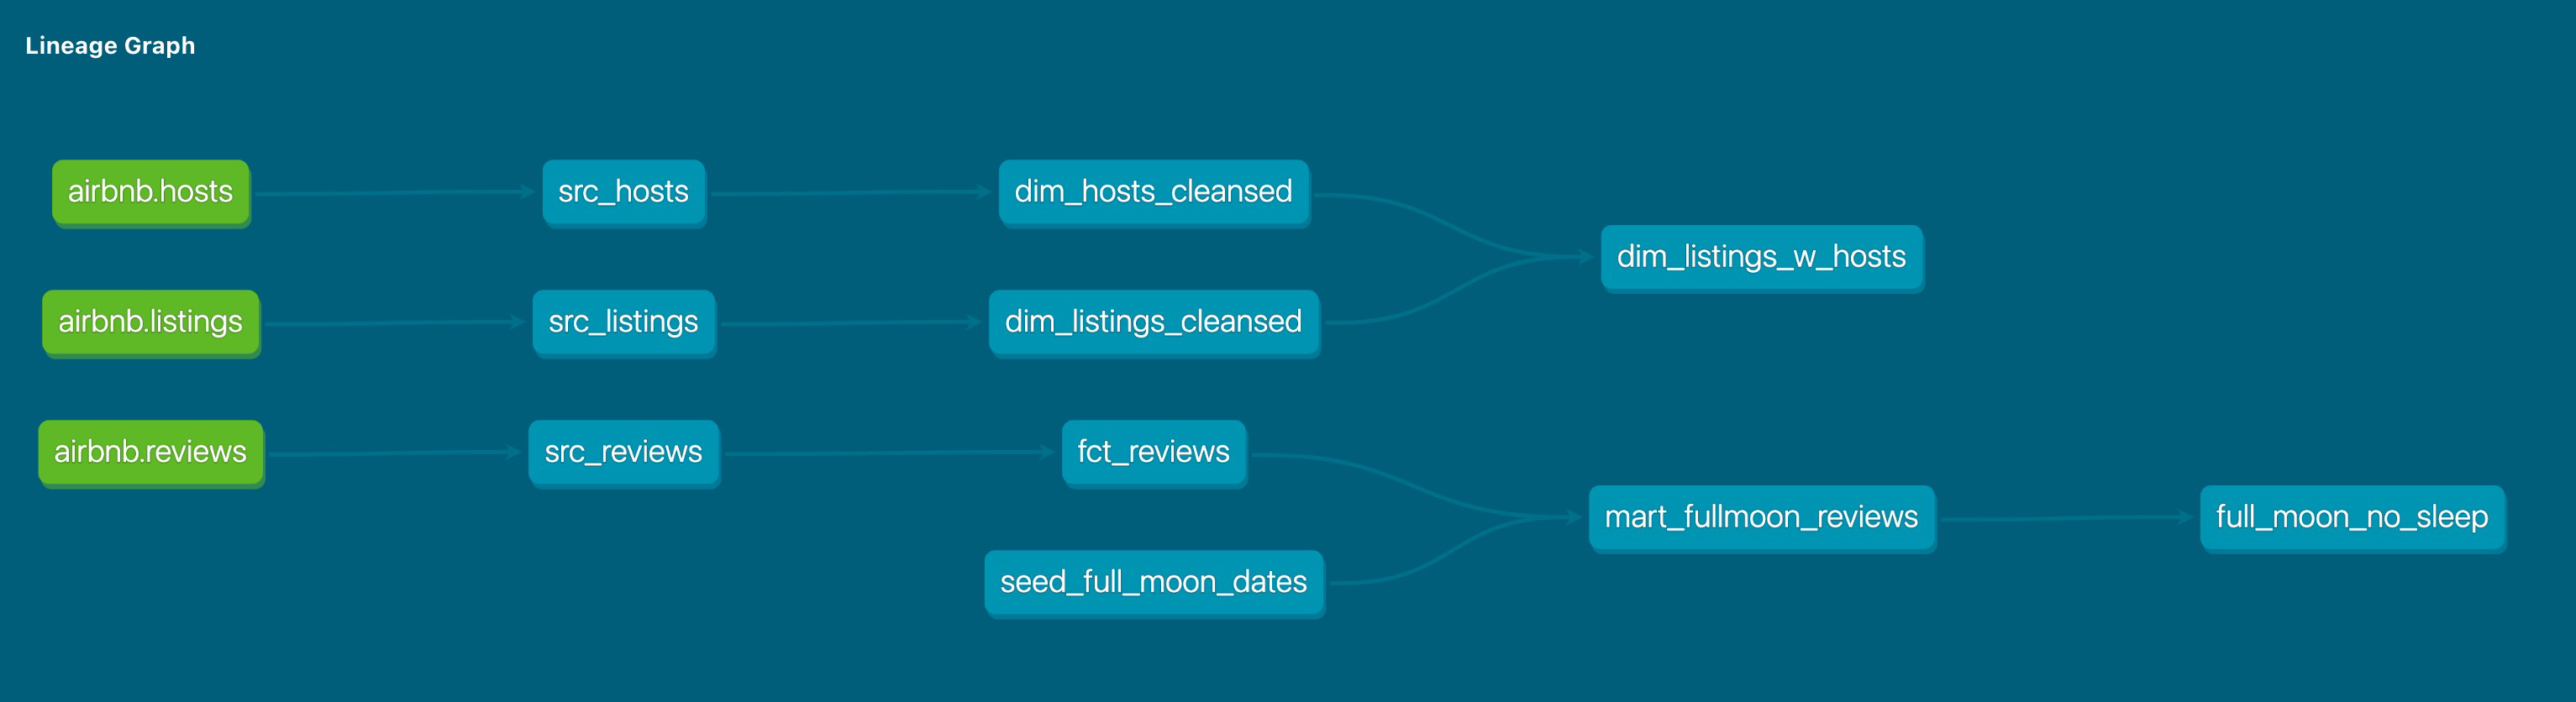 Lineage Graph
airbnb.hosts
src_hosts
dim_hosts_cleansed
dim_listings_w_hosts
airbnb.listings
src_listings
dim_listings_cleansed
airbnb.reviews
src_reviews
fct_reviews
mart_fullmoon_reviews
full_moon_no_sleep
seed_full_moon_dates